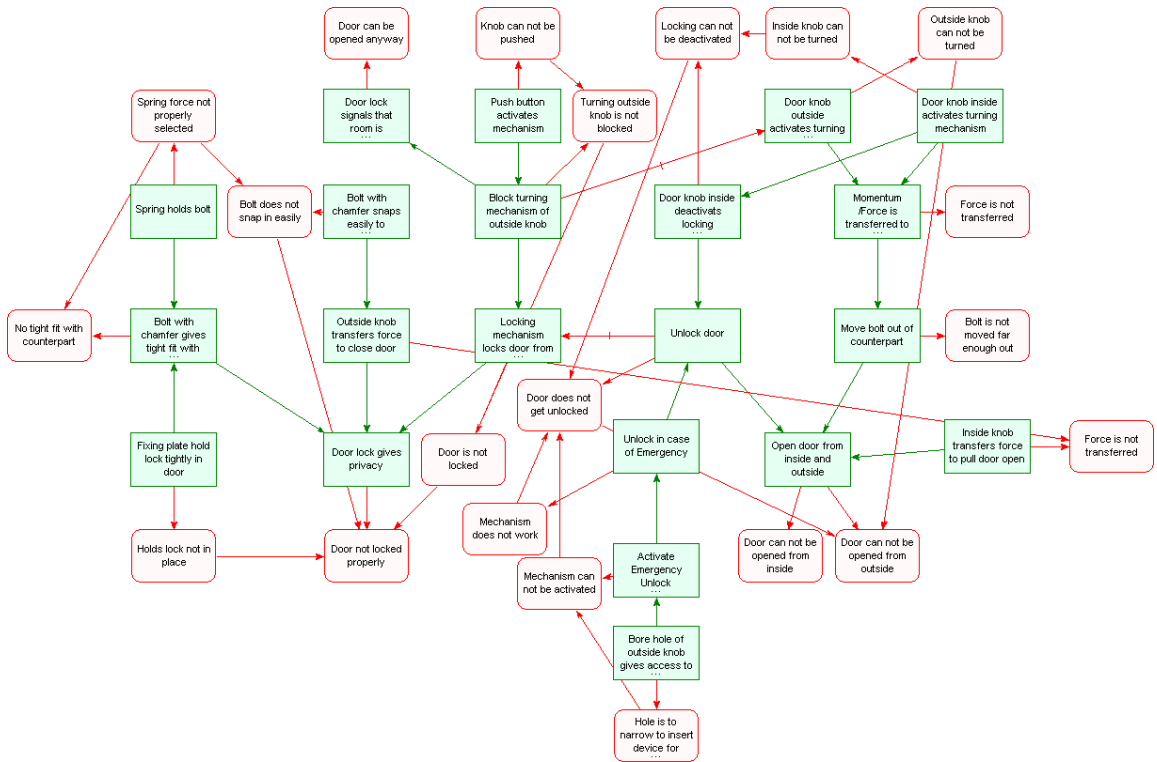 Door can be
opened anyway
Knob can not be
pushed
Locking can not
be deactivated
Inside knob can
not be turned
Outside knob
can not be
turned
Spring force not
properly
selected
Door lock
signals that
room is
...
Push button
activates
mechanism
Turning outside
knob is not
blocked
Door knob
outside
activates turning
...
Door knob inside
activates turning
mechanism
Spring holds bolt
Bolt does not
snap in easily
Bolt with
chamfer snaps
easily to
...
Block turning
mechanism of
outside knob
Door knob inside
deactivats
locking
...
Momentum
/Force is
transferred to
...
Force is not
transferred
No tight fit with
counterpart
Bolt with
chamfer gives
tight fit with
...
Outside knob
transfers force
to close door
Locking
mechanism
locks door from
...
Unlock door
Move bolt out of
counterpart
Bolt is not
moved far
enough out
Door does not
get unlocked
Fixing plate hold
lock tightly in
door
Door lock gives
privacy
Door is not
locked
Unlock in case
of Emergency
Open door from
inside and
outside
Inside knob
transfers force
to pull door open
Force is not
transferred
Mechanism
does not work
Holds lock not in
place
Door not locked
properly
Mechanism can
not be activated
Activate
Emergency
Unlock
...
Door can not be
opened from
inside
Door can not be
opened from
outside
Bore hole of
outside knob
gives access to
...
Hole is to
narrow to insert
device for
...